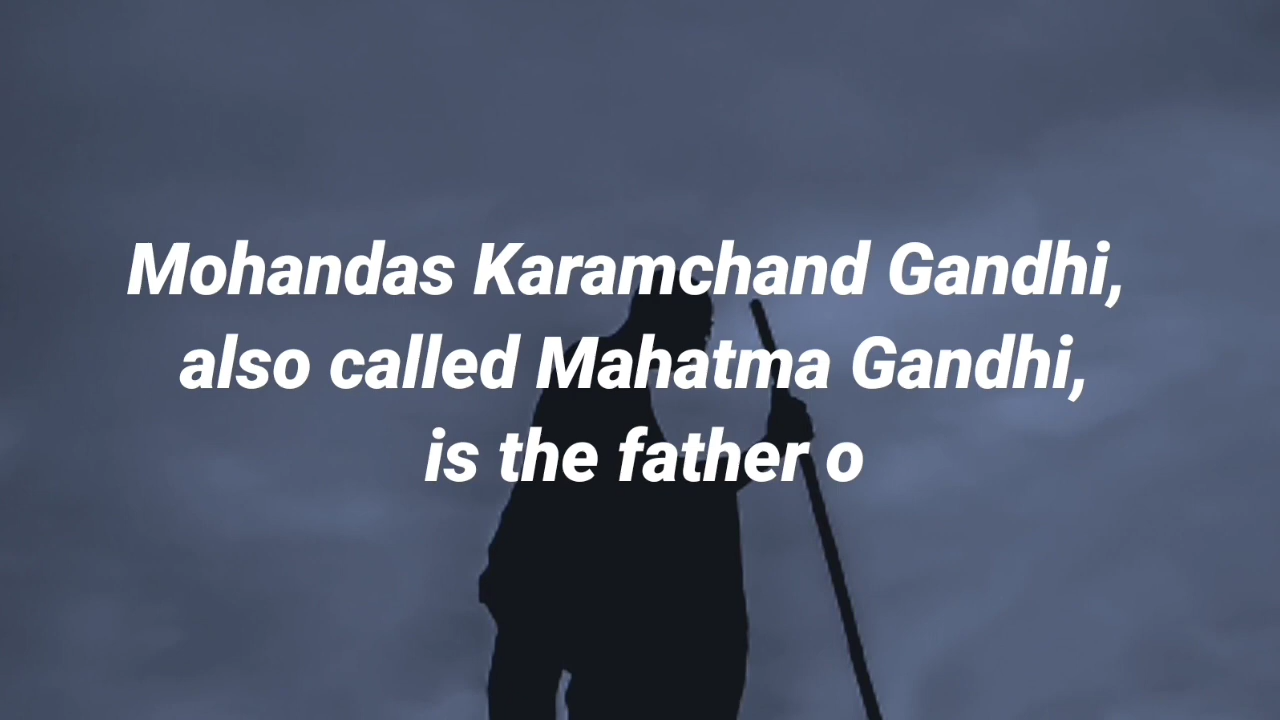 Mohandas Karamchand Gandhi,
also called Mahatma Gandhi,
is the father o